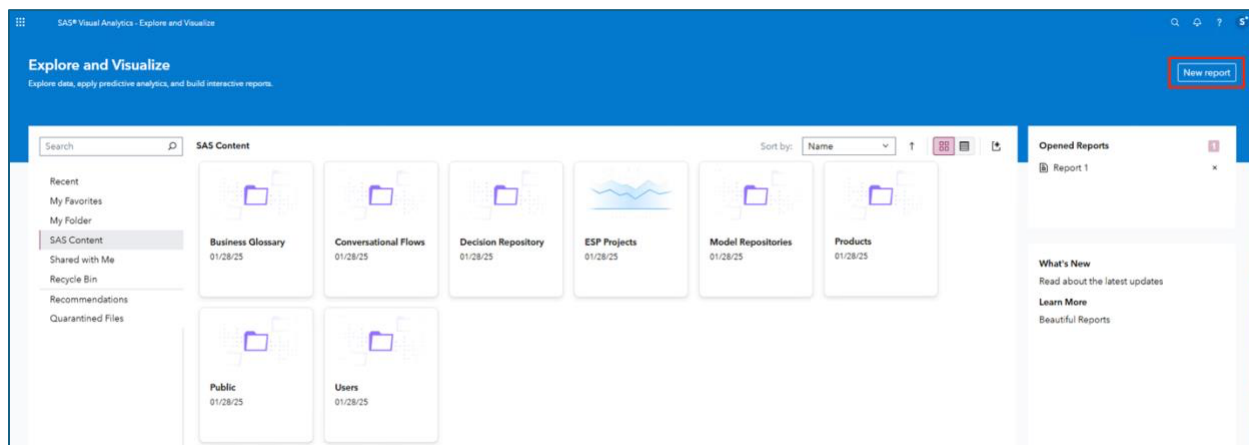 SAS® Visual Analytics - Explore and Visualize
?
S
Explore and Visualize
Explore data, apply predictive analytics, and build interactive reports.
New report
Search
SAS Content
Sort by:
Name
Opened Reports
1
Report 1
Recent
My Favorites
My Folder
SAS Content
Shared with Me
Recycle Bin
Recommendations
Quarantined Files
Business Glossary
01/28/25
Conversational Flows
01/28/25
Decision Repository
01/28/25
ESP Projects
01/28/25
Model Repositories
01/28/25
Products
01/28/25
Public
01/28/25
Users
01/28/25
What's New
Read about the latest updates
Learn More
Beautiful Reports